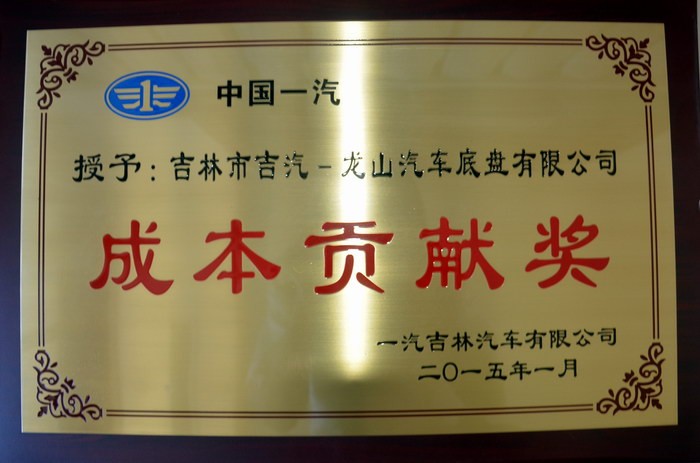 中国一汽
授予：吉林市吉汽－龙山汽车底盘有限公司
成本贡献奖
一汽吉林汽车有限公司
二〇一五年一月